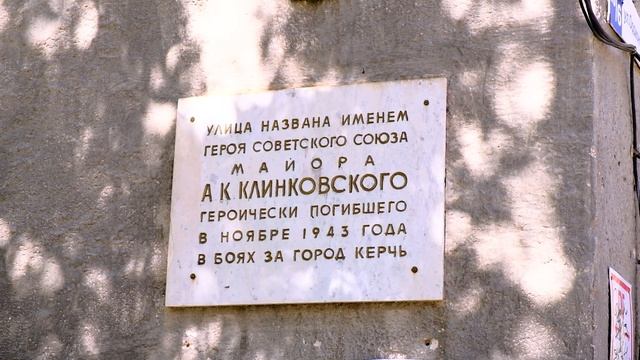 УЛИЦА НАЗВАНА ИМЕНЕМ
ГЕРОЯ СОВЕТСКОГО СОЮЗА
МАЙОРА
А К КЛИНКОВСКОГО
ГЕРОИЧЕСКИ ПОГИБШЕГО
В НОЯБРЕ 1943 ГОДА
В БОЯХ ЗА ГОРОД КЕРЧЬ